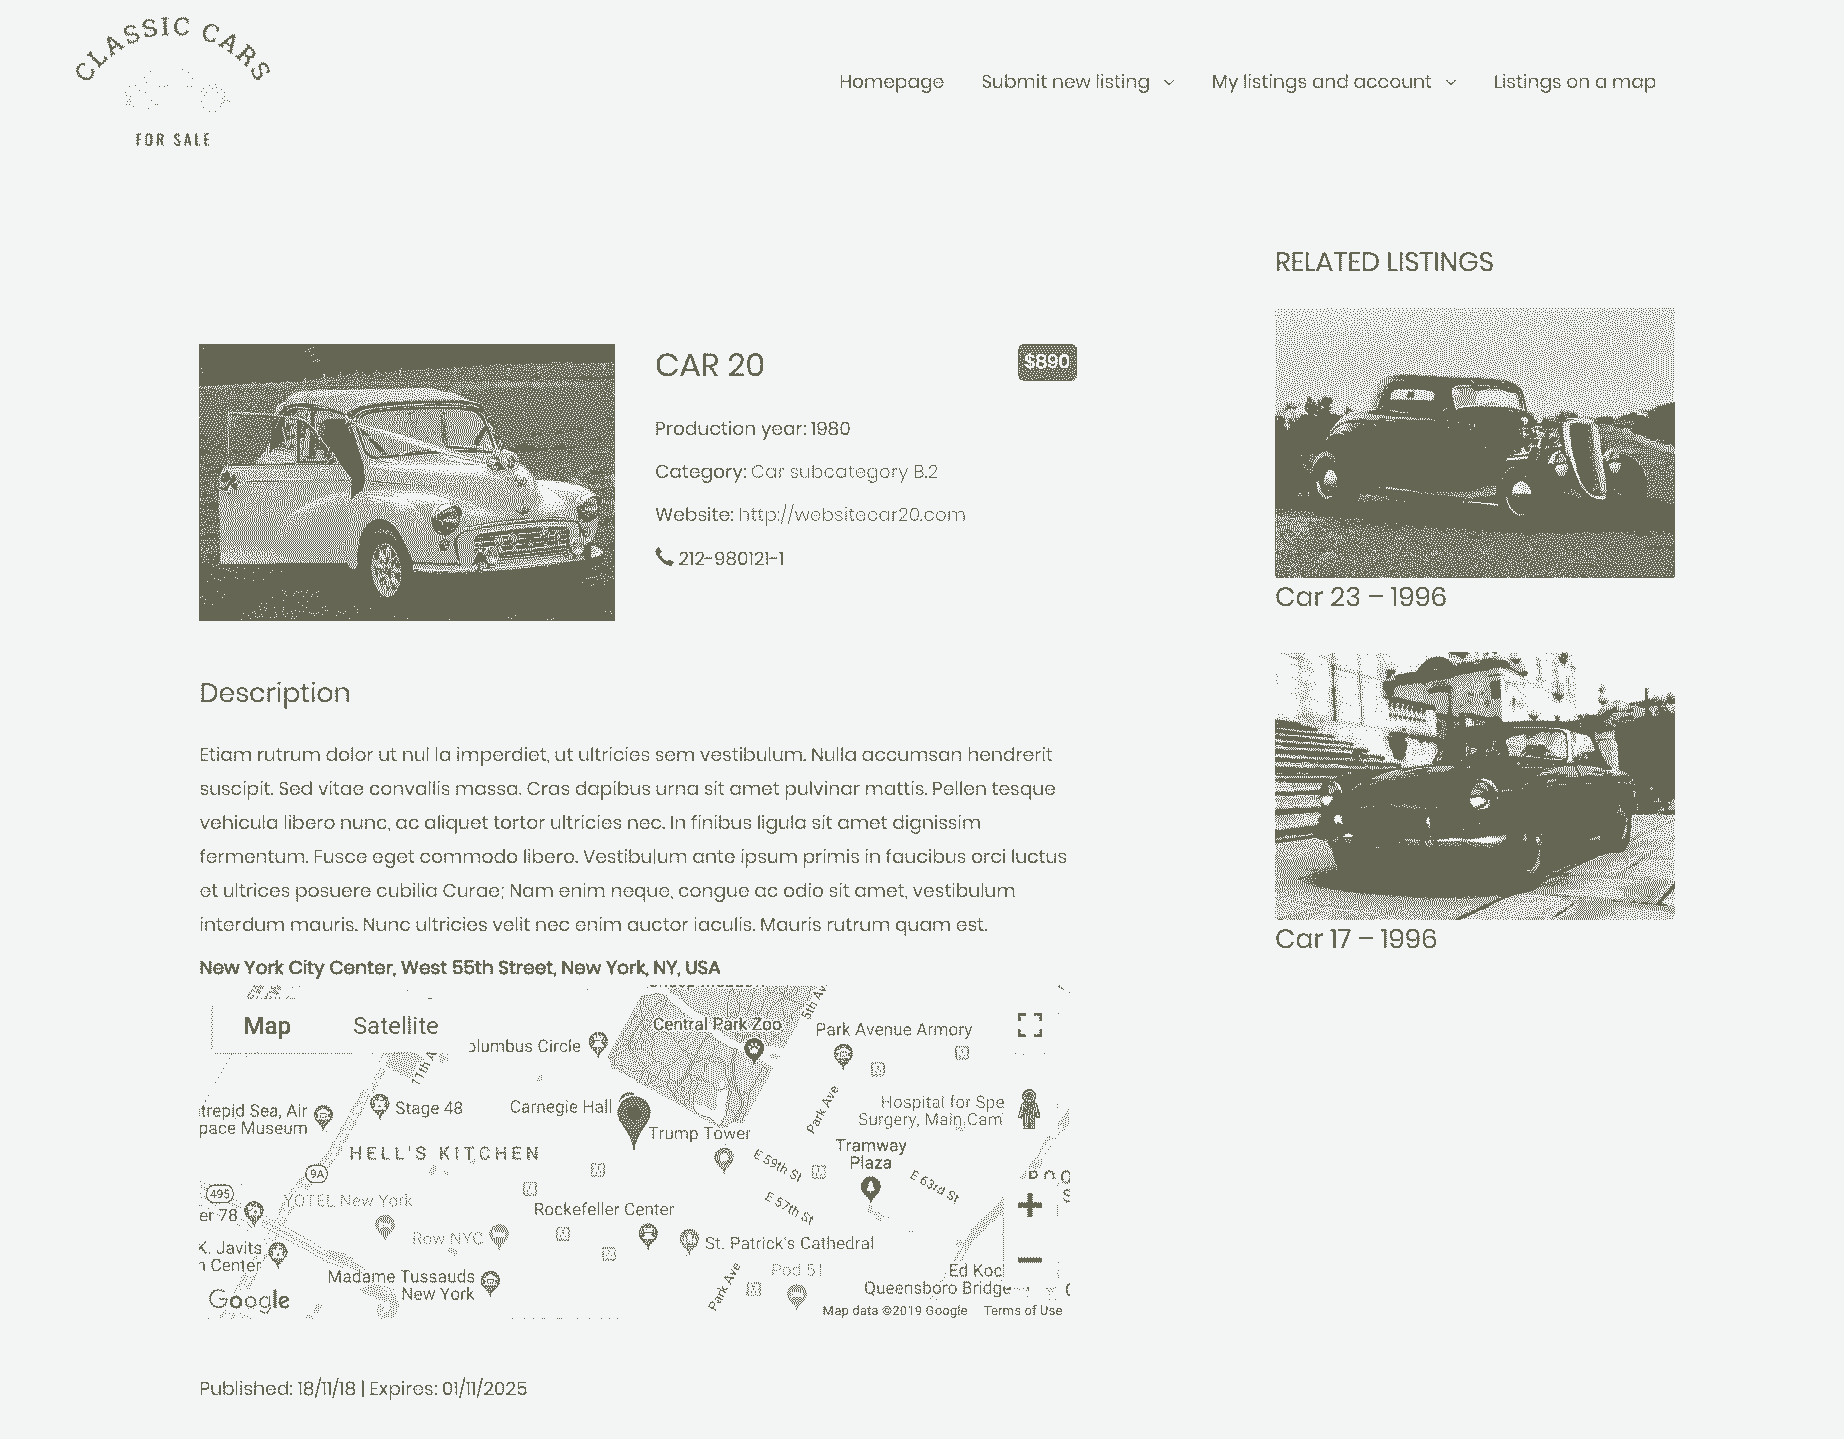 CLASSIC CARS
FOR SALE
Homepage
Submit new listing
My listings and account
Listings on a map
CAR 20
$890
Production year: 1980
Category: Car subcategory B.2
Website: http://websitecar20.com
212-980121-1
Description
Etiam rutrum dolor ut nul la imperdiet, ut ultricies sem vestibulum. Nulla accumsan hendrerit
suscipit. Sed vitae convallis massa. Cras dapibus urna sit amet pulvinar mattis. Pellen tesque
vehicula libero nunc, ac aliquet tortor ultricies nec. In finibus ligula sit amet dignissim
fermentum. Fusce eget commodo libero. Vestibulum ante ipsum primis in faucibus orci luctus
et ultrices posuere cubilia Curae; Nam enim neque, congue ac odio sit amet, vestibulum
interdum mauris. Nunc ultricies velit nec enim auctor iaculis. Mauris rutrum quam est.
New York City Center, West 55th Street, New York, NY, USA
Map
Satellite
Central Park Zoo
5th Av
Park Avenue Armory
olumbus Circle
11th A
trepid Sea, Air
pace Museum
Stage 48
Carnegie Hall
Park Ave
Hospital for Spe
Surgery, Main Cam
Trump Tower
Tramway
Plaza
HELL'S KITCHEN
E 59th St
E 63rd St
9A
495
YOTEL New York
E 57th St
er 78
Rockefeller Center
Row NYC
St. Patrick's Cathedral
K. Javits
n Center
Madame Tussauds
New York
Park Ave
Pod 51
Ed Koc
Queensboro Bridge
Google
Map data ©2019 Google
Terms of Use
Published: 18/11/18 | Expires: 01/11/2025
RELATED LISTINGS
Car 23 – 1996
Car 17 – 1996